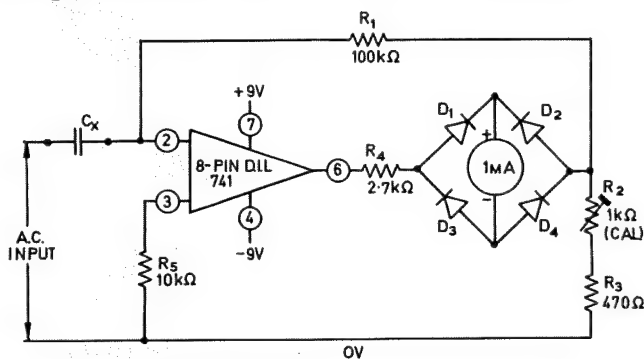 R1
100kΩ
Cx
+9V
7
2
8-PIN D.I.L
741
6
3
4
-9V
R4
2·7kΩ
D1
D2
+
1MA
-
D3
D4
R2
1kΩ
(CAL)
R3
470Ω
A.C.
INPUT
R5
10kΩ
0V